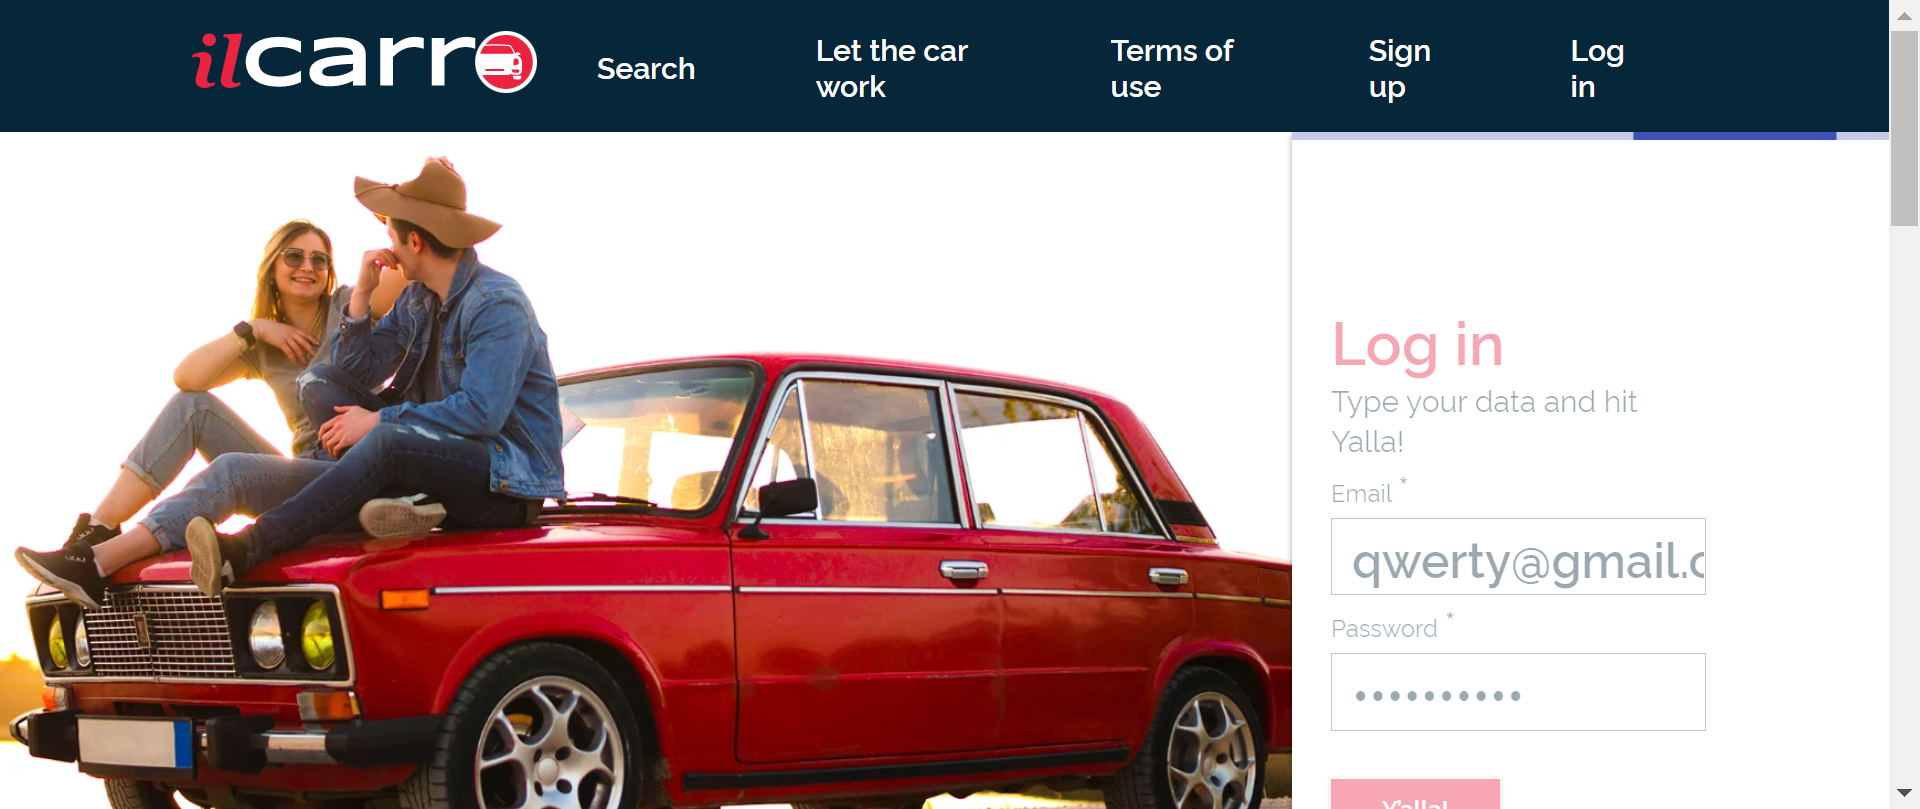 ilcarro
Search
Let the car
work
Terms of
use
Sign
up
Log
in
Log in
Type your data and hit
Yalla!
Email *
qwerty@gmail.c
Password *
••••••••••
Y'alla!